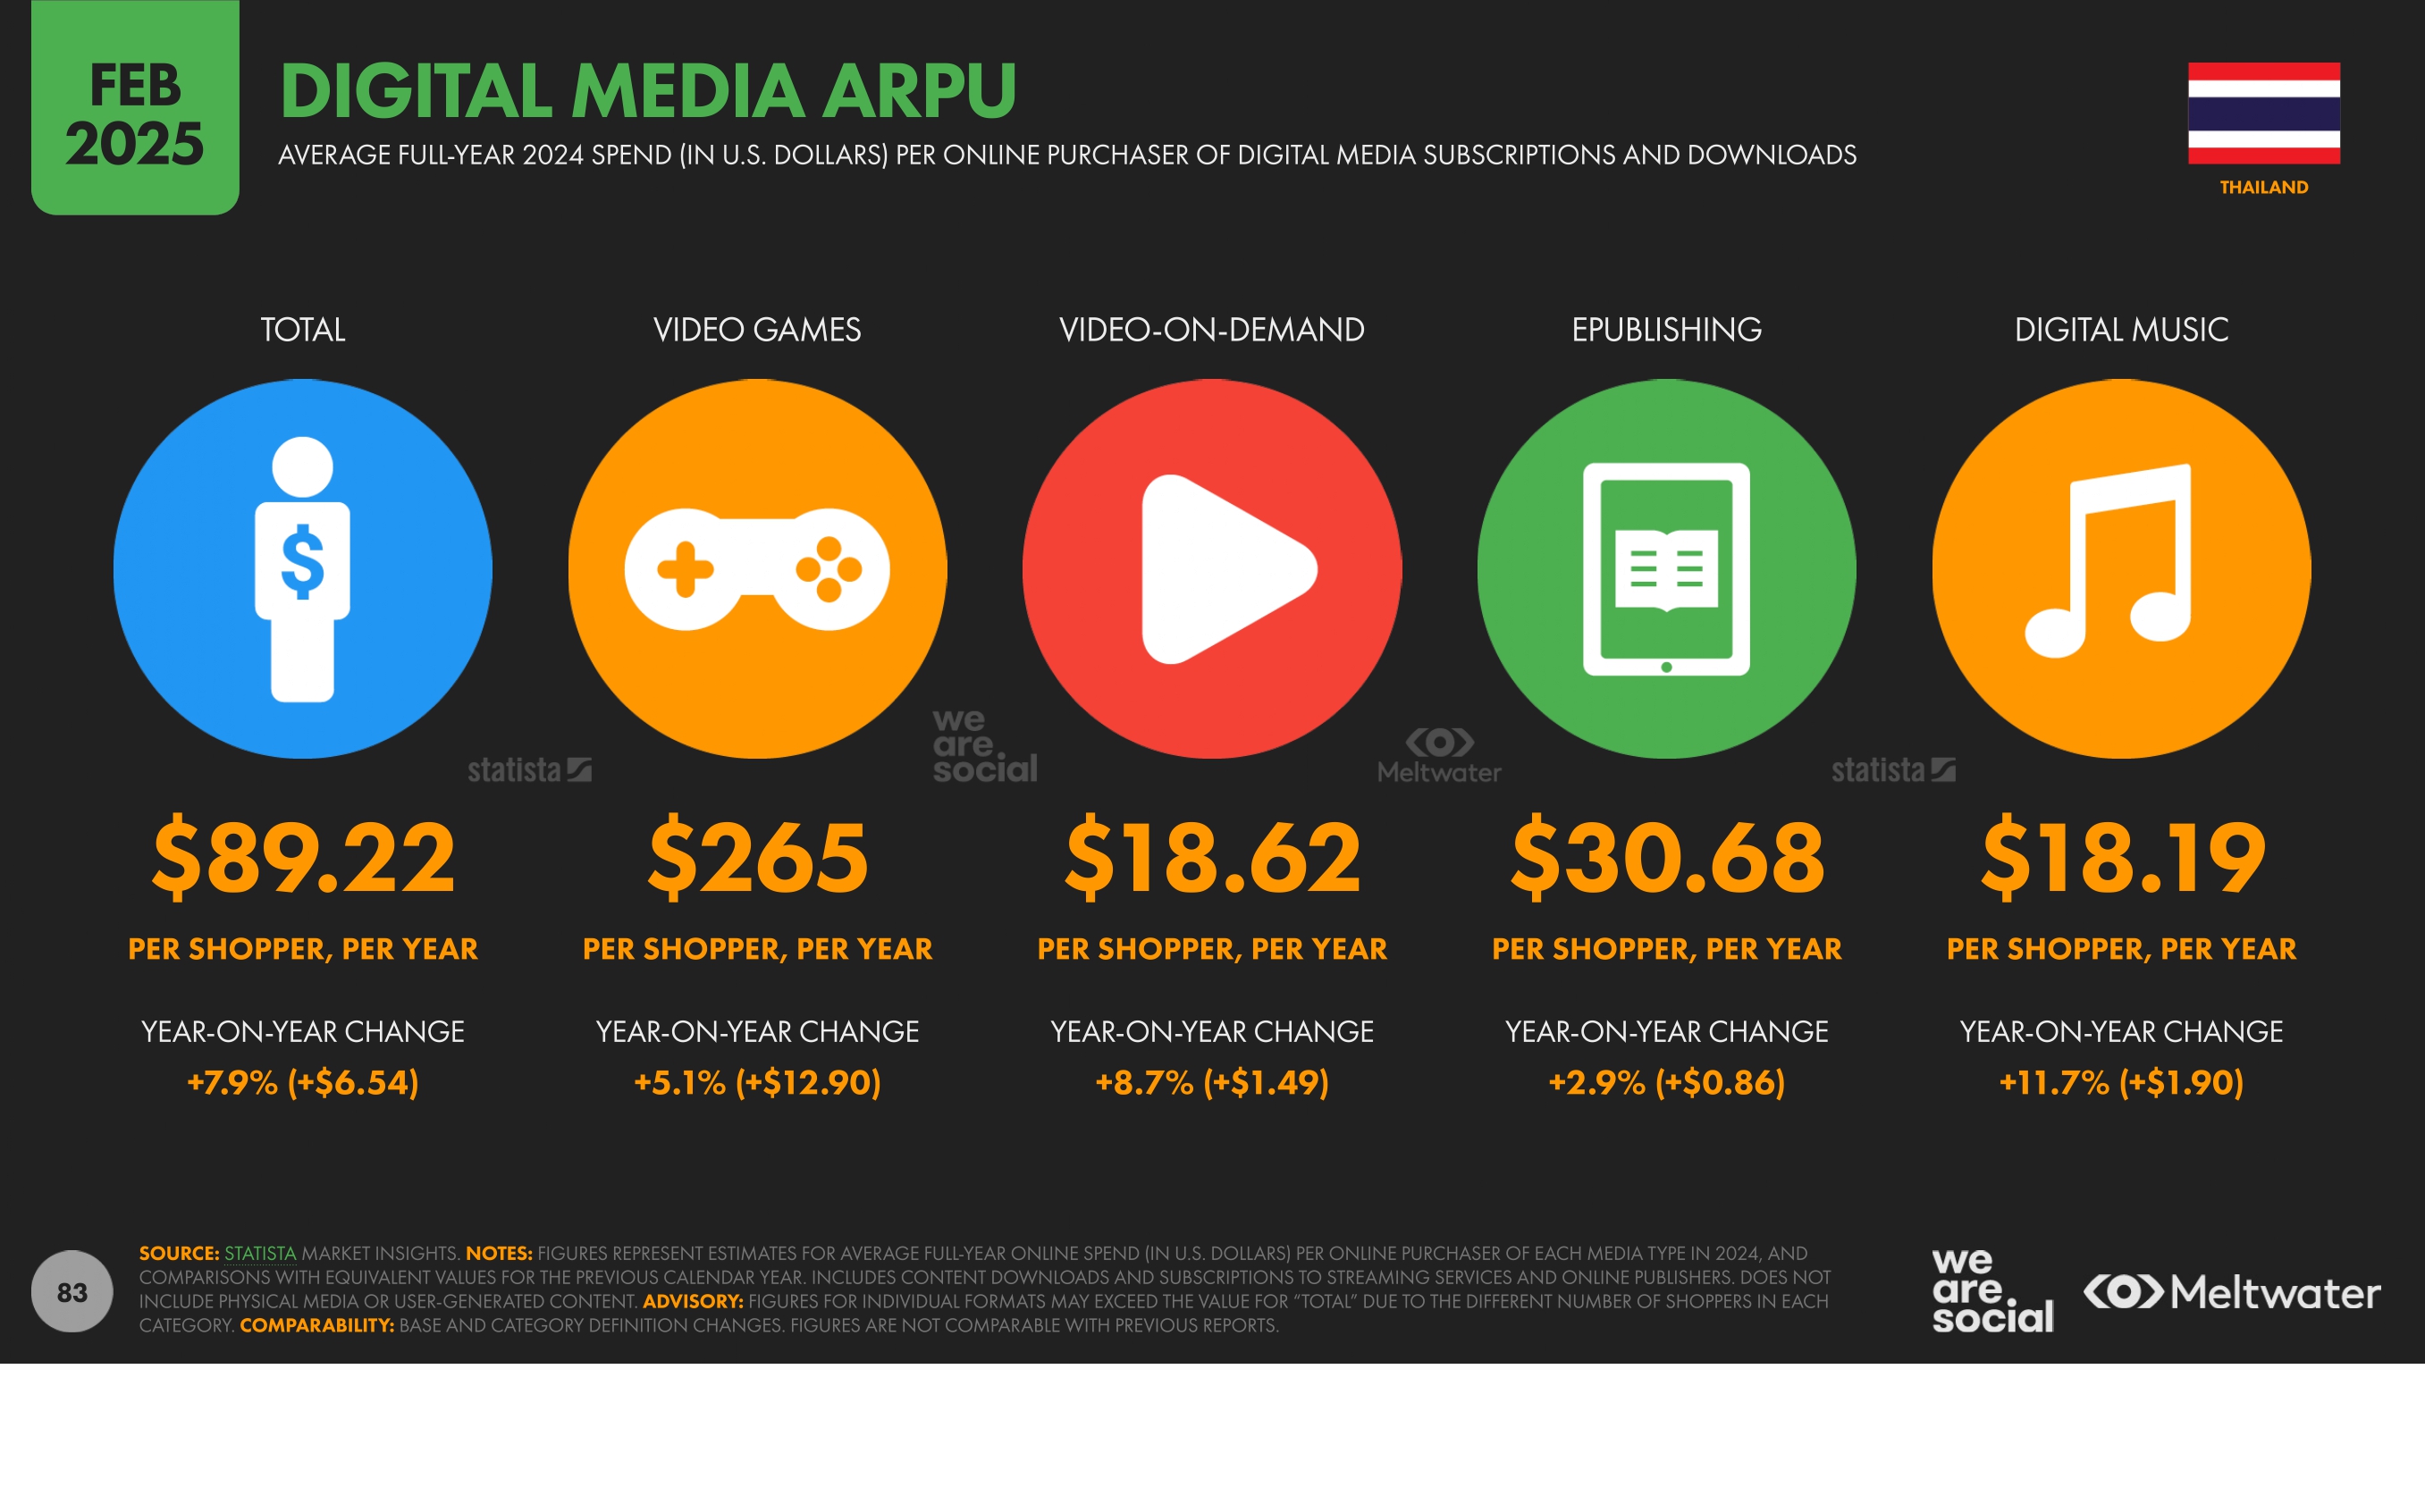 FEB
2025
DIGITAL MEDIA ARPU
AVERAGE FULL-YEAR 2024 SPEND (IN U.S. DOLLARS) PER ONLINE PURCHASER OF DIGITAL MEDIA SUBSCRIPTIONS AND DOWNLOADS
THAILAND
TOTAL
VIDEO GAMES
VIDEO-ON-DEMAND
EPUBLISHING
DIGITAL MUSIC
$
statista
we
are
social
Meltwater
statista
$89.22
$265
$18.62
$30.68
$18.19
PER SHOPPER, PER YEAR
PER SHOPPER, PER YEAR
PER SHOPPER, PER YEAR
PER SHOPPER, PER YEAR
PER SHOPPER, PER YEAR
YEAR-ON-YEAR CHANGE
YEAR-ON-YEAR CHANGE
YEAR-ON-YEAR CHANGE
YEAR-ON-YEAR CHANGE
YEAR-ON-YEAR CHANGE
+7.9% (+$6.54)
+5.1% (+$12.90)
+8.7% (+$1.49)
+2.9% (+$0.86)
+11.7% (+$1.90)
83
SOURCE: STATISTA MARKET INSIGHTS. NOTES: FIGURES REPRESENT ESTIMATES FOR AVERAGE FULL-YEAR ONLINE SPEND (IN U.S. DOLLARS) PER ONLINE PURCHASER OF EACH MEDIA TYPE IN 2024, AND
COMPARISONS WITH EQUIVALENT VALUES FOR THE PREVIOUS CALENDAR YEAR. INCLUDES CONTENT DOWNLOADS AND SUBSCRIPTIONS TO STREAMING SERVICES AND ONLINE PUBLISHERS. DOES NOT
INCLUDE PHYSICAL MEDIA OR USER-GENERATED CONTENT. ADVISORY: FIGURES FOR INDIVIDUAL FORMATS MAY EXCEED THE VALUE FOR “TOTAL” DUE TO THE DIFFERENT NUMBER OF SHOPPERS IN EACH
CATEGORY. COMPARABILITY: BASE AND CATEGORY DEFINITION CHANGES. FIGURES ARE NOT COMPARABLE WITH PREVIOUS REPORTS.
we
are
social
Meltwater